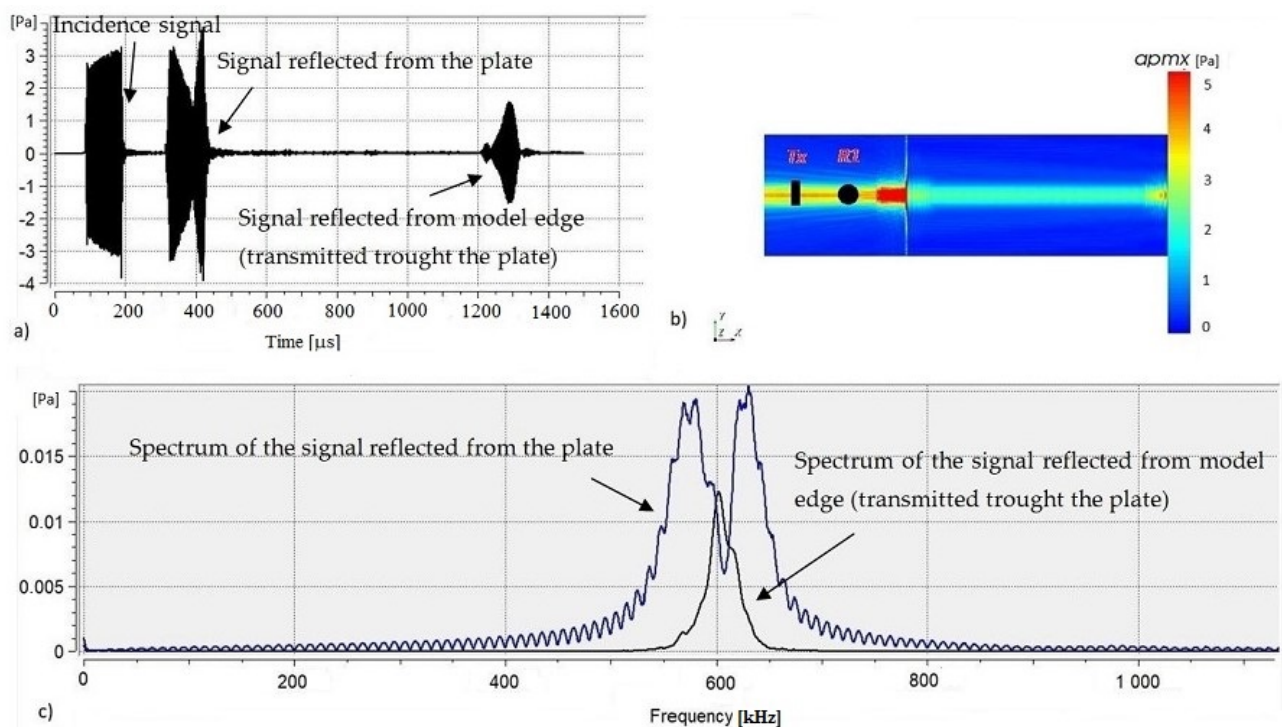 [Pa]
Incidence signal
3
2
1
0
-1
-2
-3
-4
Signal reflected from the plate
Signal reflected from model edge
(transmitted trought the plate)
0 200 400 600 800 1000 1200 1400 1600
Time [µs]
a)
apmx [Pa]
5
4
3
2
1
0
Tx R1
b)
Y
Z X
[Pa]
0.015
0.01
0.005
0
Spectrum of the signal reflected from the plate
Spectrum of the signal reflected from model
edge (transmitted trought the plate)
0 200 400 600 800 1 000
Frequency [kHz]
c)